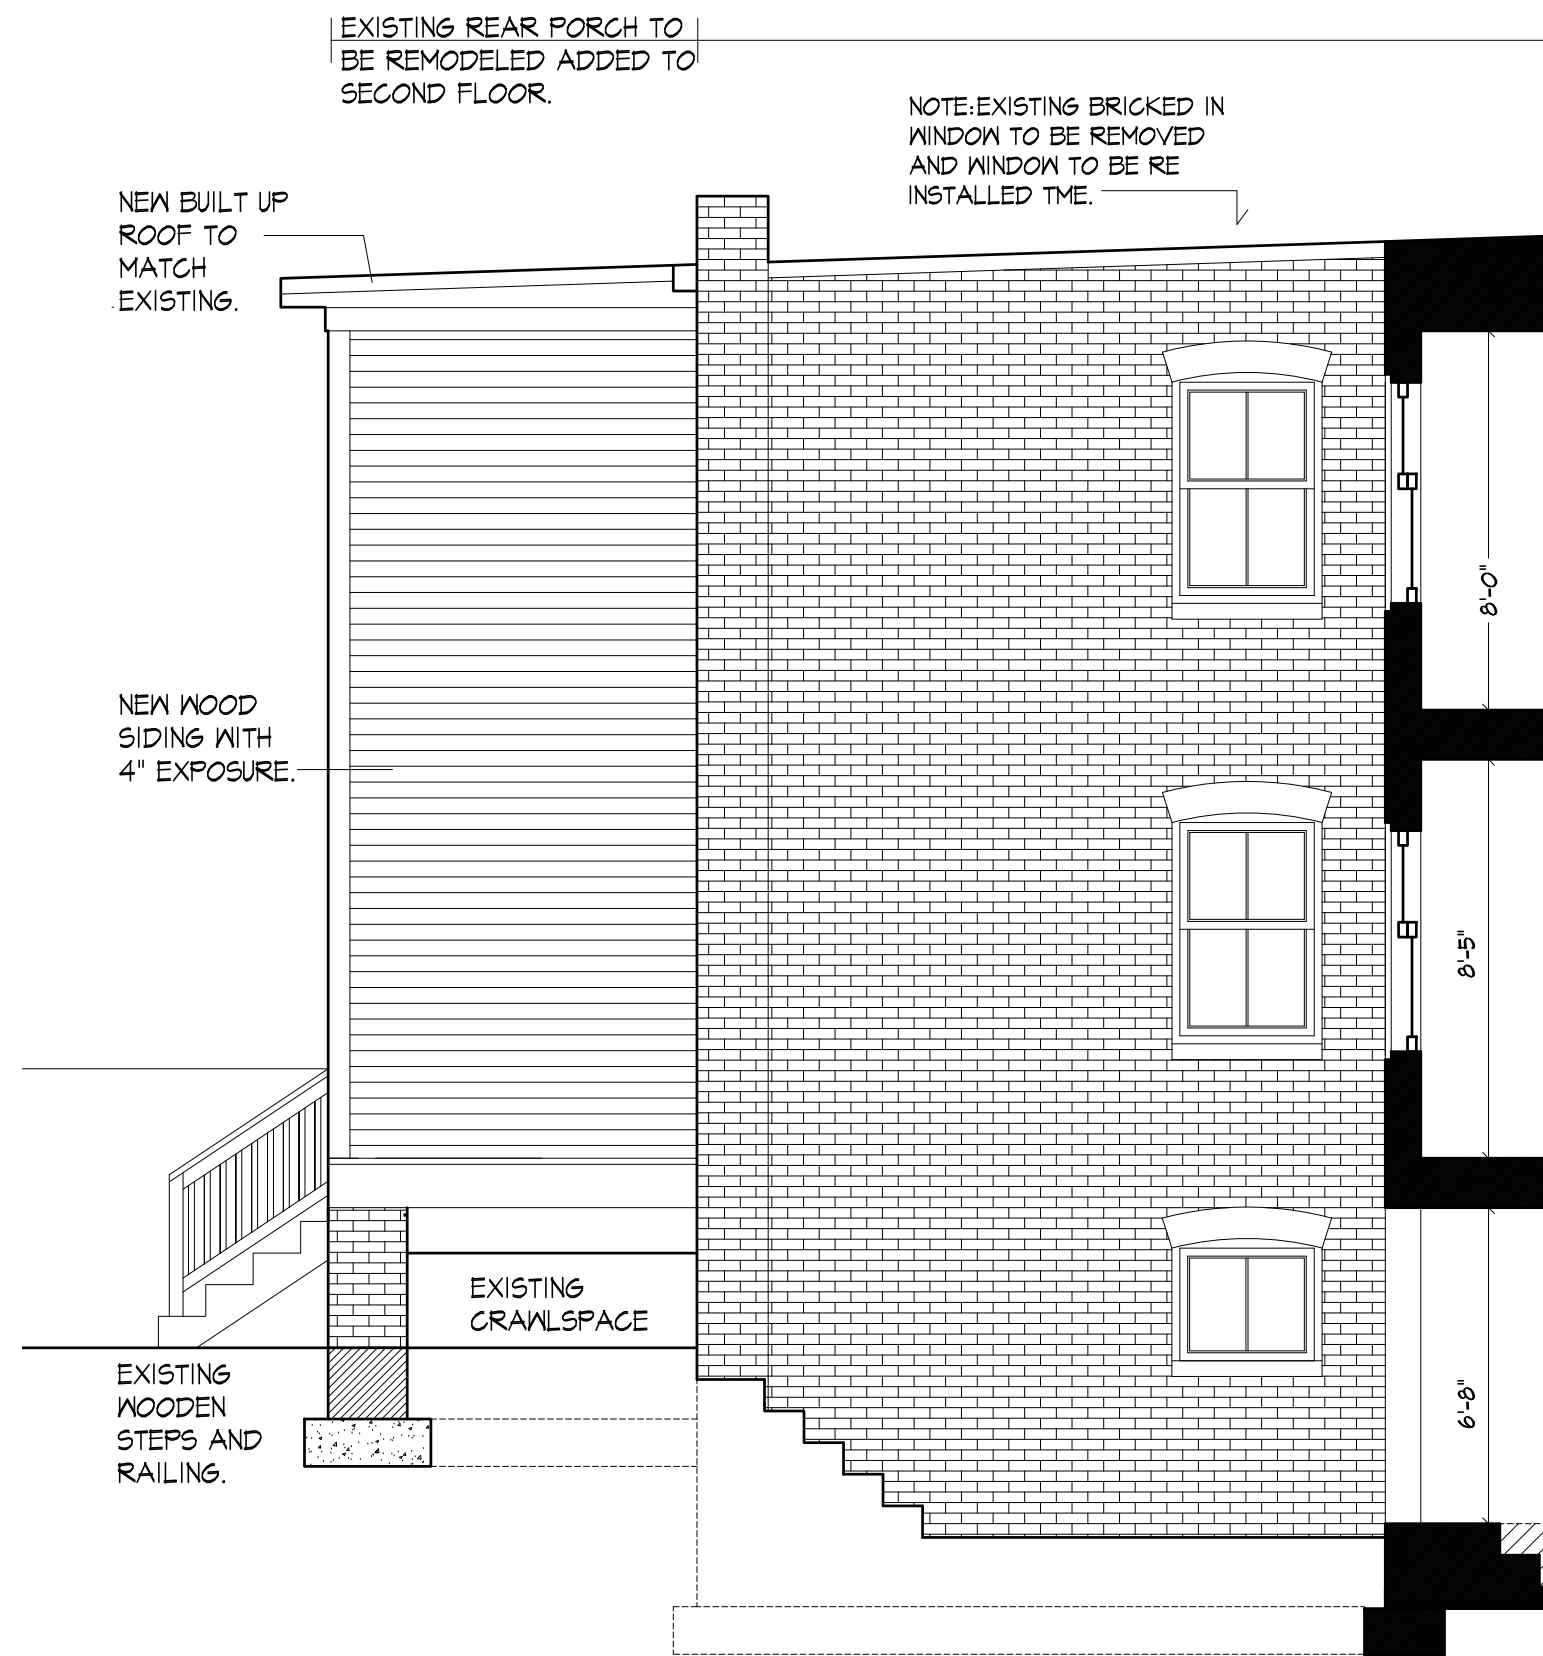 EXISTING REAR PORCH TO
BE REMODELED ADDED TO
SECOND FLOOR.
NOTE:EXISTING BRICKED IN
WINDOW TO BE REMOVED
AND WINDOW TO BE RE
INSTALLED TME.
NEW BUILT UP
ROOF TO
MATCH
EXISTING.
8'-0"
NEW WOOD
SIDING WITH
4" EXPOSURE.
8'-5"
EXISTING
CRAWLSPACE
EXISTING
WOODEN
STEPS AND
RAILING.
6'-8"